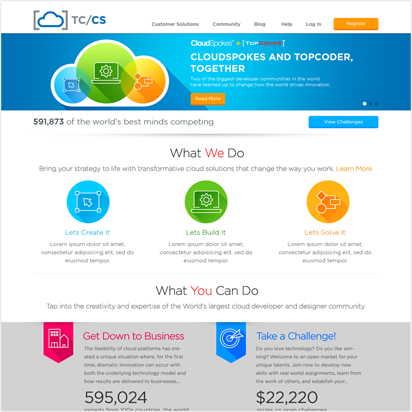 TC/CS
Customer Solutions
Community
Blog
Help
Log In
Register
CloudSpokes + [TOPCODER]
CLOUDSPOKES AND TOPCODER,
TOGETHER
Two of the biggest developer communities in the world
have teamed up to change how the world drives innovation
Read More
591,873 of the world's best minds competing
View Challenges
What We Do
Bring your strategy to life with transformative cloud solutions that change the way you work. Learn More
Lets Create It
Lorem ipsum dolor sit amet,
consectetur adipisicing elit, sed do
eiusmod tempor.
Lets Build It
Lorem ipsum dolor sit amet,
consectetur adipisicing elit, sed do
eiusmod tempor.
Lets Solve It
Lorem ipsum dolor sit amet,
consectetur adipisicing elit, sed do
eiusmod tempor.
What You Can Do
Tap into the creativity and expertise of the World's largest cloud developer and designer community
Get Down to Business
The flexibility of cloud platforms has cre-
ated a unique situation where, for the first
time, dramatic innovation can occur with
both the underlying technology model and
how results are delivered to businesses...
595,024
experts from 100+ countries, the world
Take a Challenge!
Do you love technology? Do you like win-
ning? Welcome to an open market for your
unique talents. Join now to develop new
skills with real world assignments, learn from
the work of others, and establish your...
$22,220
prizes on open challenges